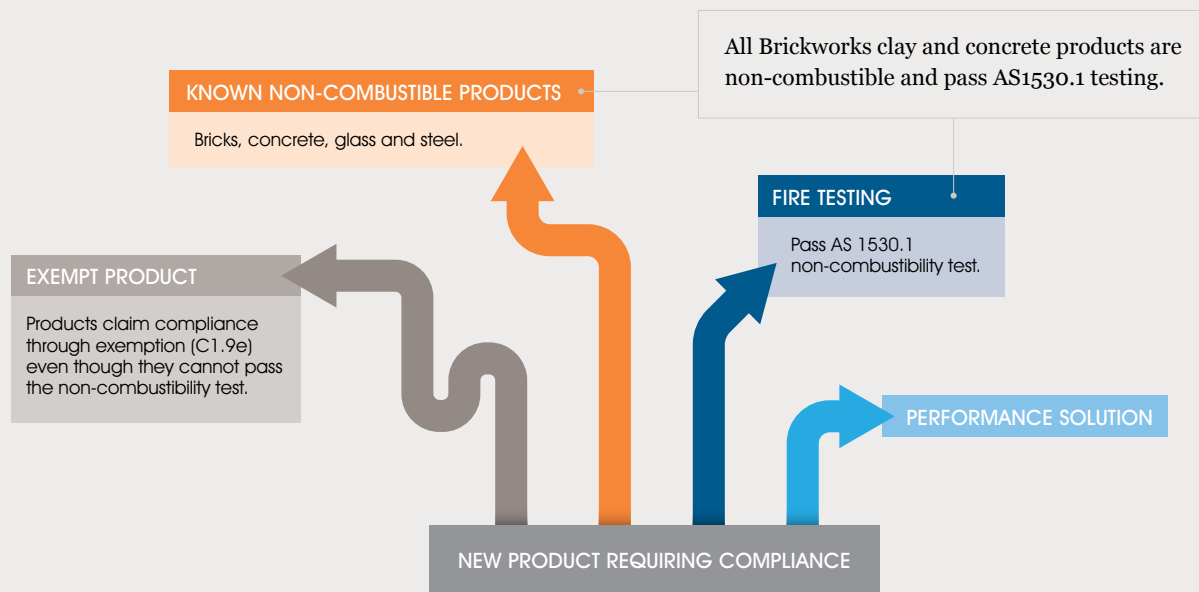 All Brickworks clay and concrete products are
non-combustible and pass AS1530.1 testing.
KNOWN NON-COMBUSTIBLE PRODUCTS
Bricks, concrete, glass and steel.
FIRE TESTING
Pass AS 1530.1
non-combustibility test.
EXEMPT PRODUCT
Products claim compliance
through exemption (C1.9e)
even though they cannot pass
the non-combustibility test.
PERFORMANCE SOLUTION
NEW PRODUCT REQUIRING COMPLIANCE